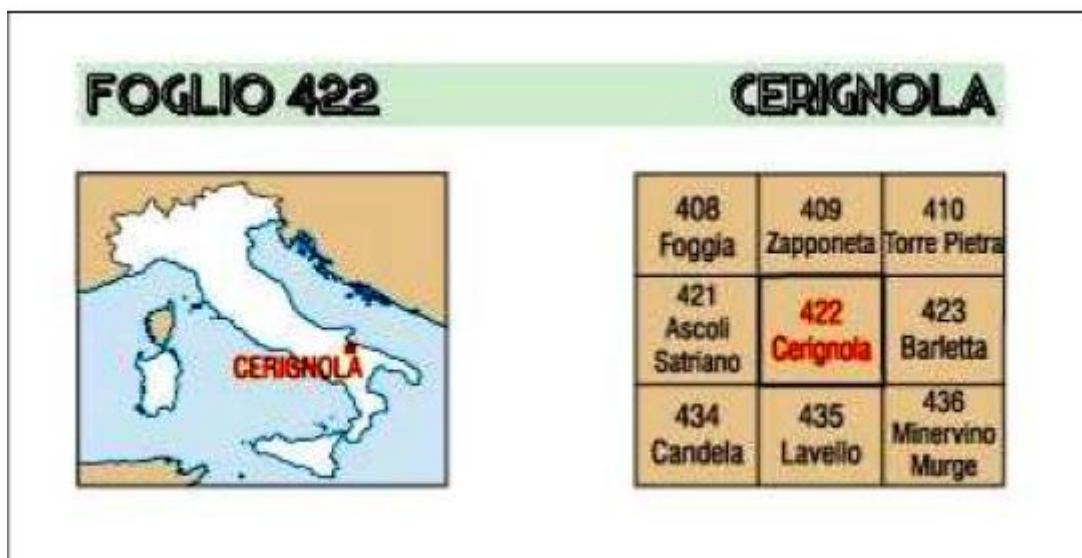 FOGLIO 422 CERIGNOLA
CERIGNOLA
408
Foggia
409
Zapponeta
410
Torre Pietra
421
Ascoli
Satriano
422
Cerignola
423
Barletta
434
Candela
435
Lavello
436
Minervino
Murge